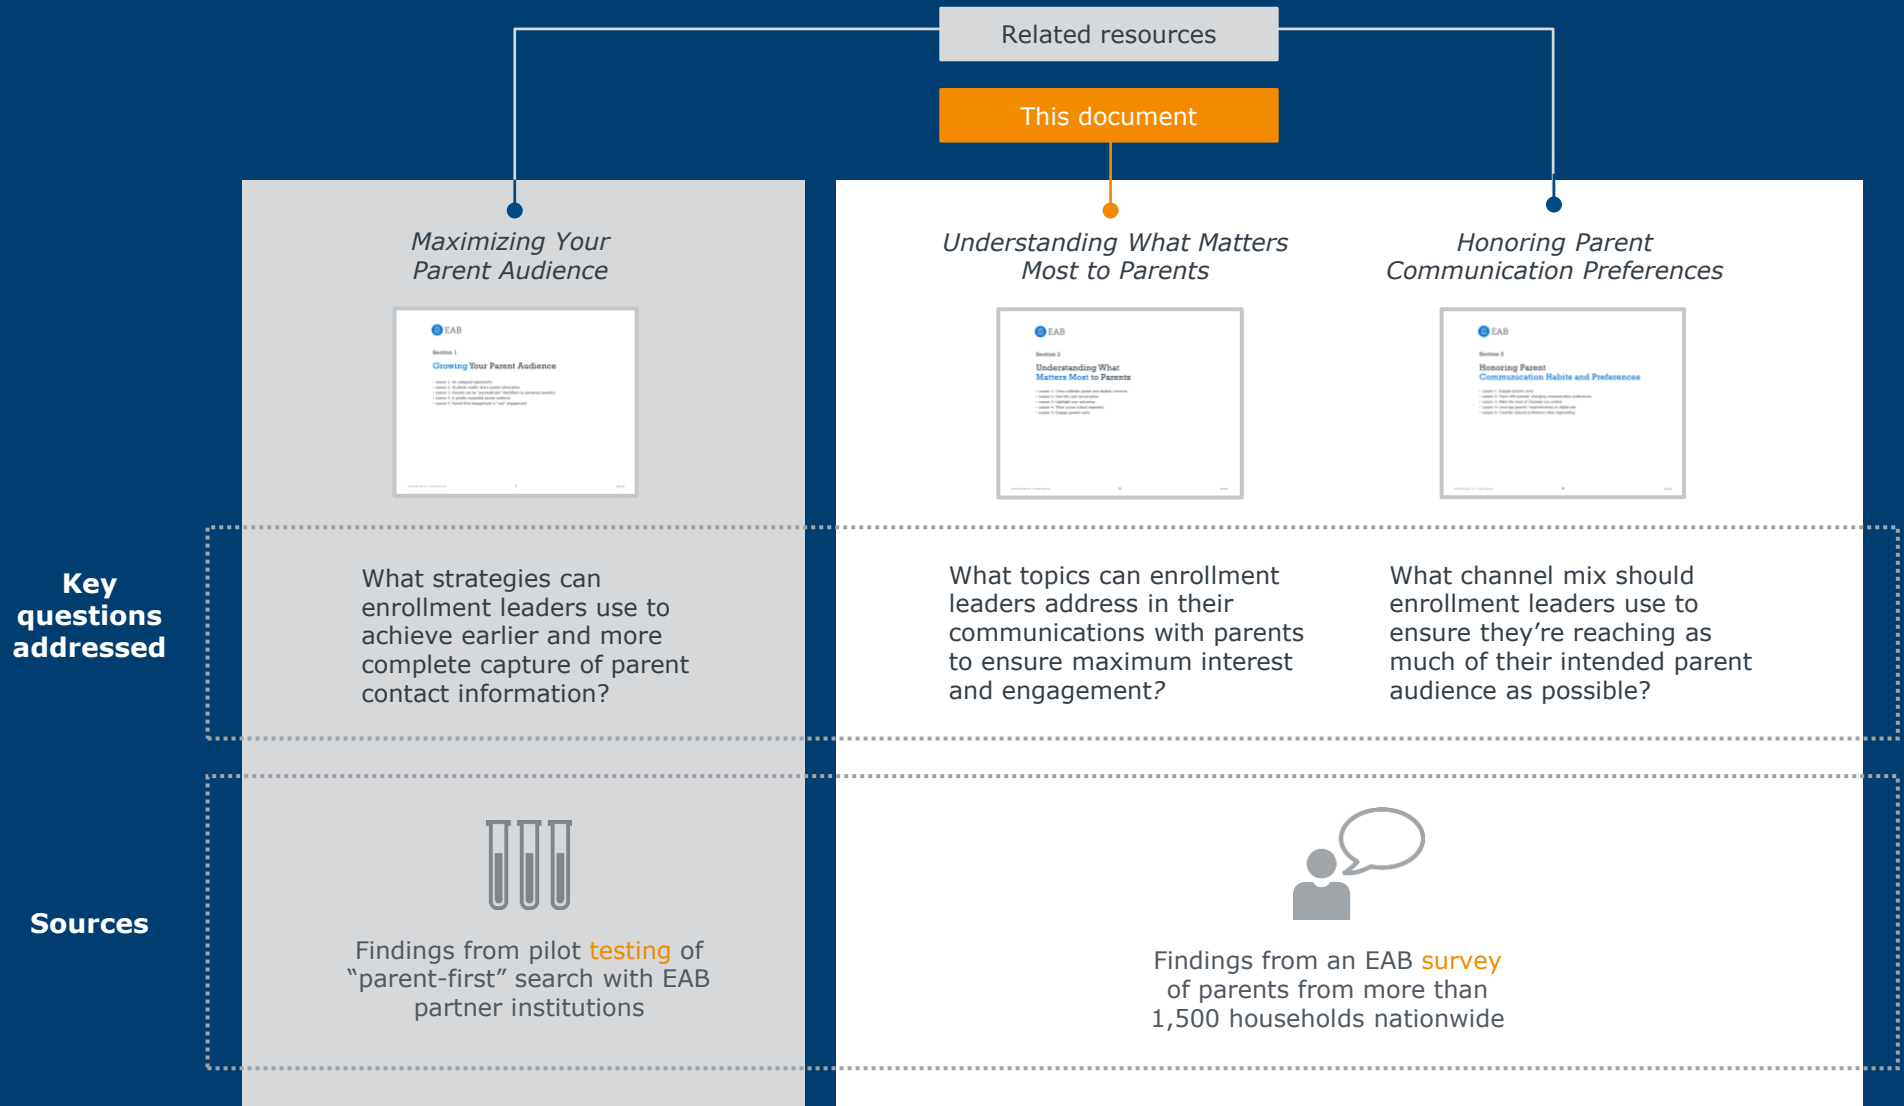 Related resources
This document
Maximizing Your
Parent Audience
Understanding What Matters
Most to Parents
Honoring Parent
Communication Preferences
EAB
Section 1
Growing Your Parent Audience
EAB
Section 2
Understanding What
Matters Most to Parents
EAB
Section 3
Honoring Parent
Communication Habits and Preferences
Key
questions
addressed
What strategies can
enrollment leaders use to
achieve earlier and more
complete capture of parent
contact information?
What topics can enrollment
leaders address in their
communications with parents
to ensure maximum interest
and engagement?
What channel mix should
enrollment leaders use to
ensure they’re reaching as
much of their intended parent
audience as possible?
Sources
Findings from pilot testing of
“parent-first” search with EAB
partner institutions
Findings from an EAB survey
of parents from more than
1,500 households nationwide